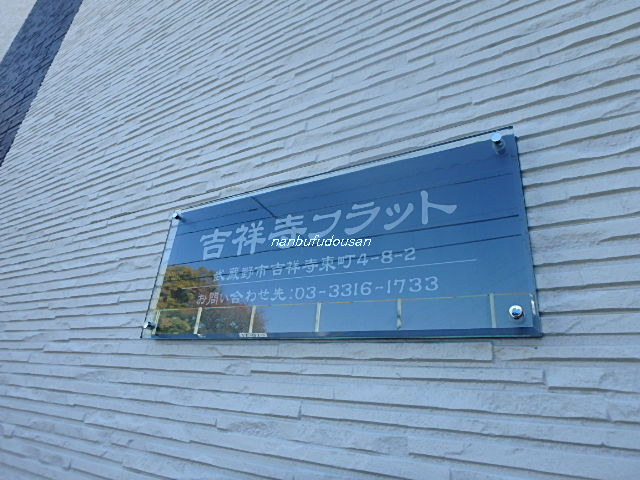 吉祥寺フラット
nanbufudousan
武蔵野市吉祥寺東町4-8-2
お問い合わせ先:03-3316-1733